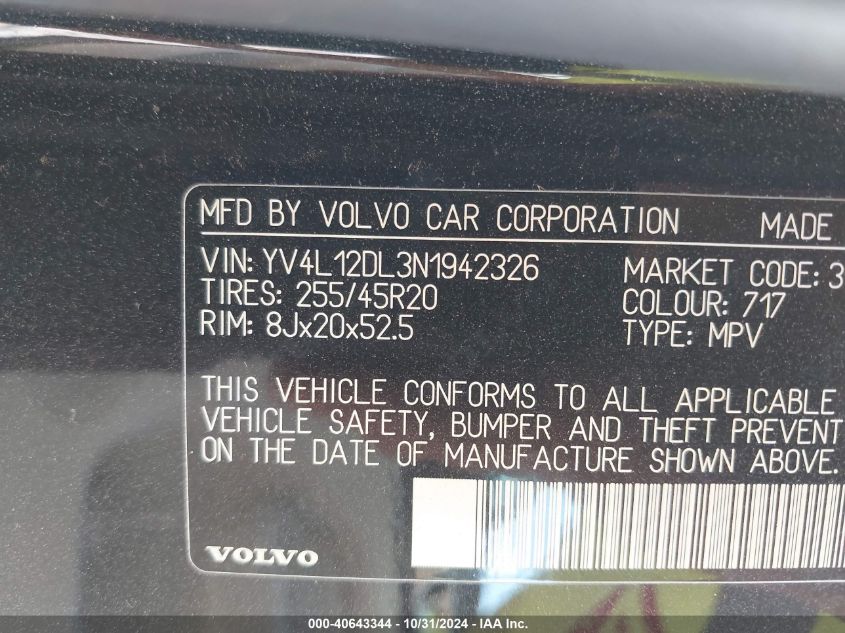 MFD BY VOLVO CAR CORPORATION MADE
VIN: YV4L12DL3N1942326 MARKET CODE: 3
TIRES: 255/45R20 COLOUR: 717
RIM: 8Jx20x52.5 TYPE: MPV
THIS VEHICLE CONFORMS TO ALL APPLICABLE
VEHICLE SAFETY, BUMPER AND THEFT PREVENT
ON THE DATE OF MANUFACTURE SHOWN ABOVE.
VOLVO
000-40643344 - 10/31/2024 - IAA Inc.